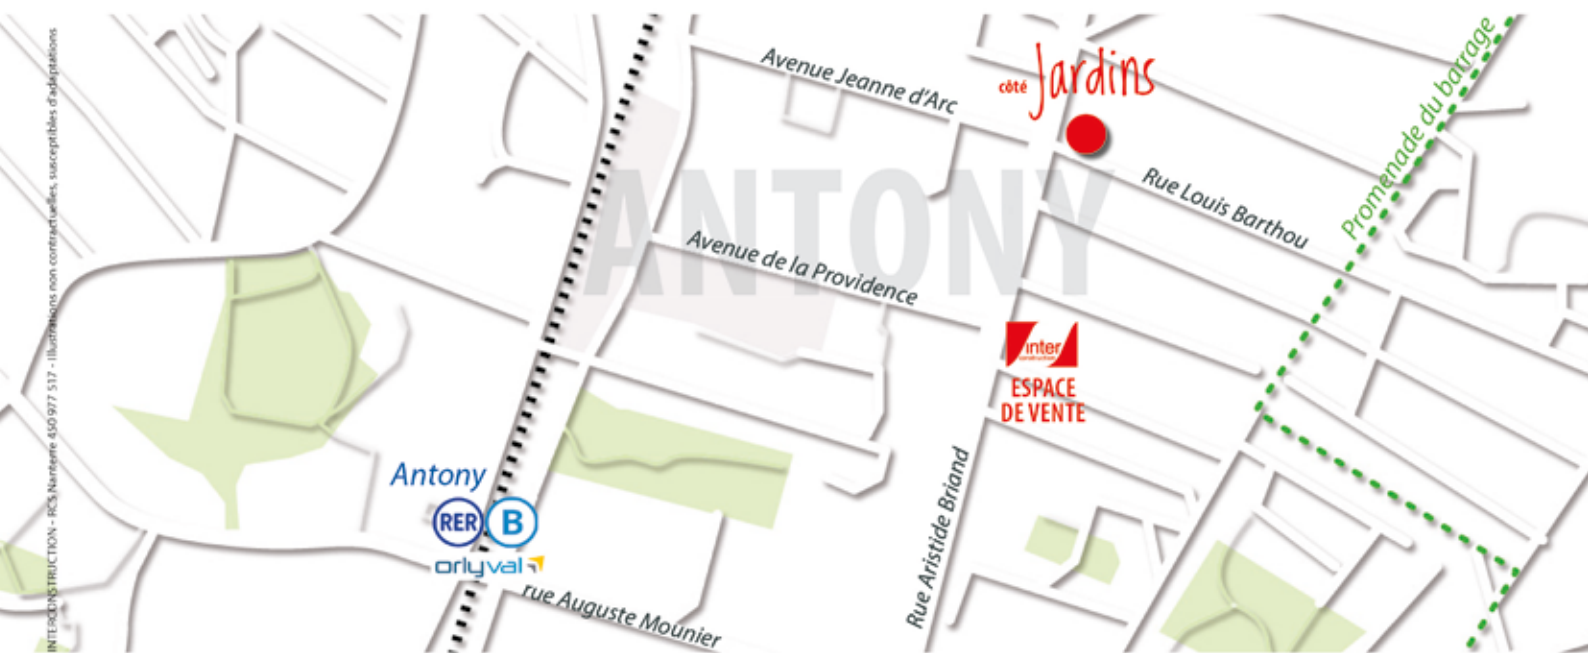 INTERCONSTRUCTION - RCS Nanterre 450 977 517 - Illustrations non contractuelles, susceptibles d'adaptations
Avenue Jeanne d'Arc
côté Jardins
Promenade du barrage
Rue Louis Barthou
ANTONY
Avenue de la Providence
inter
construction
ESPACE
DE VENTE
Rue Aristide Briand
Antony
RER B
orlyval
rue Auguste Mounier